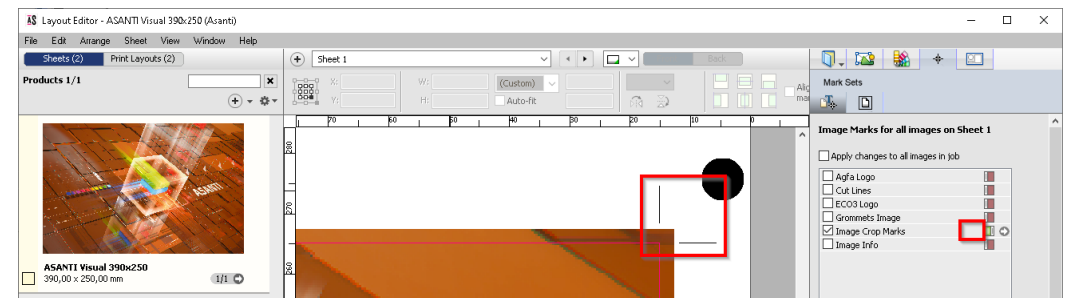 Layout Editor - ASANTI Visual 390x250 (Asanti)
File Edit Arrange Sheet View Window Help
Sheets (2) Print Layouts (2)
Sheet 1
Back
Products 1/1
X: W: (Custom)
Y: H: Auto-fit
Mark Sets
70 60 50 40 30 20 10 0
280
270
260
Image Marks for all images on Sheet 1
Apply changes to all images in job
Agfa Logo
Cut Lines
ECO3 Logo
Grommets Image
Image Crop Marks
Image Info
ASANTI
ASANTI Visual 390x250
390,00 x 250,00 mm
1/1